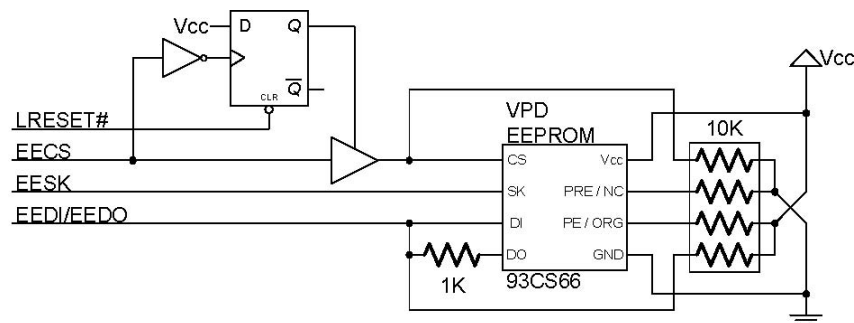 Vcc
D
Q
Q
CLR
Vcc
LRESET#
EECS
EESK
EEDI/EEDO
VPD
EEPROM
10K
CS
Vcc
SK
PRE / NC
DI
PE / ORG
DO
GND
1K
93CS66